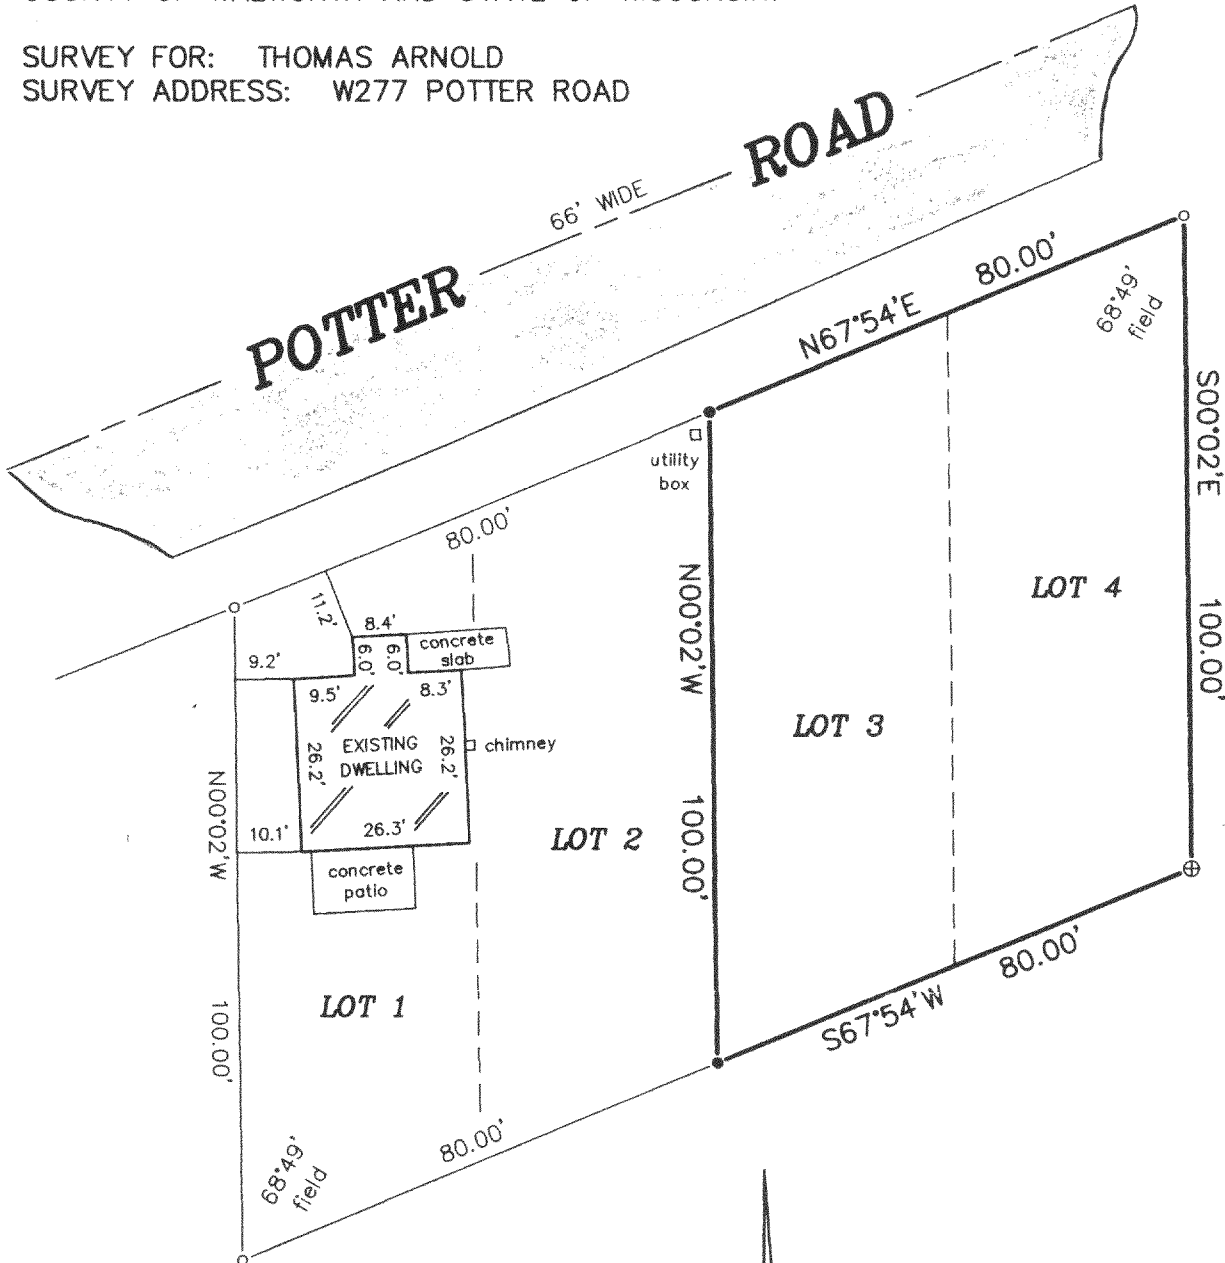 SURVEY FOR: THOMAS ARNOLD
SURVEY ADDRESS: W277 POTTER ROAD
POTTER ROAD
66' WIDE
N67°54'E
80.00'
68°49'
field
S00°02'E
100.00'
utility
box
80.00'
N00°02'W
100.00'
LOT 4
LOT 3
11.2'
8.4'
concrete
slab
9.2'
6.0'
6.0'
9.5'
8.3'
EXISTING
DWELLING
26.2'
26.2'
chimney
10.1'
26.3'
LOT 2
concrete
patio
N00°02'W
100.00'
LOT 1
S67°54'W
80.00'
80.00'
68°49'
field